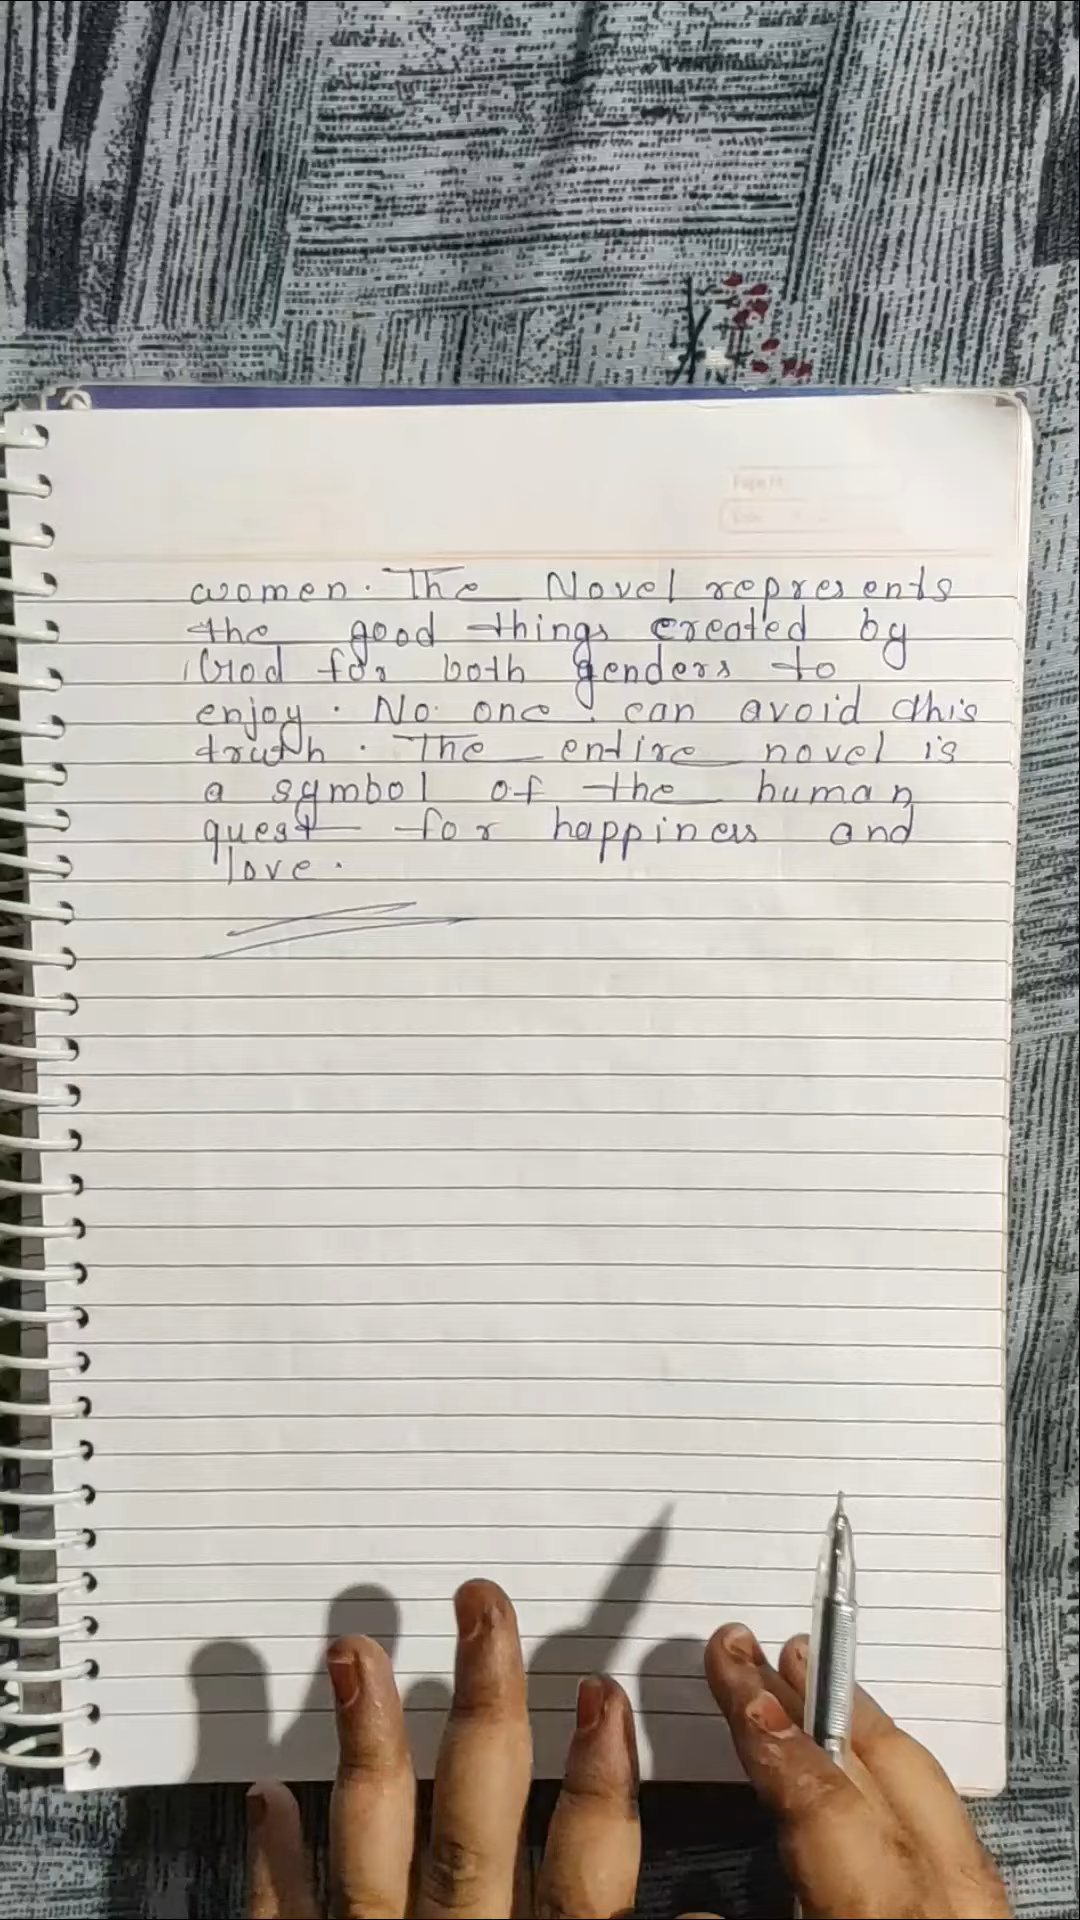 women. The Novel represents
the good things created by
God for both genders to
enjoy. No one can avoid this
truth. The entire novel is
a symbol of the human
quest for happiness and
love.